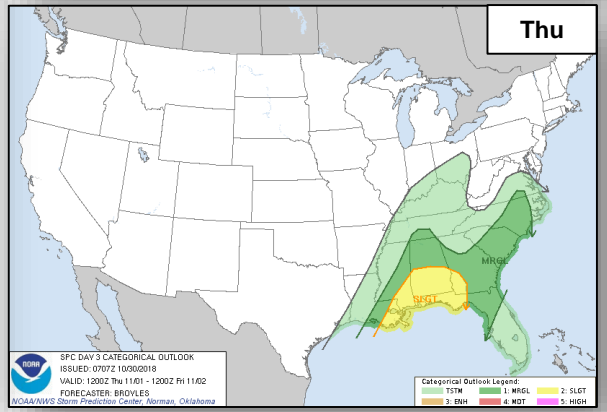 Thu
MRGL
SLGT
NOAA
SPC DAY 3 CATEGORICAL OUTLOOK
ISSUED: 0707Z 10/30/2018
VALID: 1200Z Thu 11/01 - 1200Z Fri 11/02
FORECASTER: BROYLES
NOAA/NWS Storm Prediction Center, Norman, Oklahoma
Categorical Outlook Legend:
TSTM 1: MRGL 2: SLGT
3: ENH 4: MDT 5: HIGH